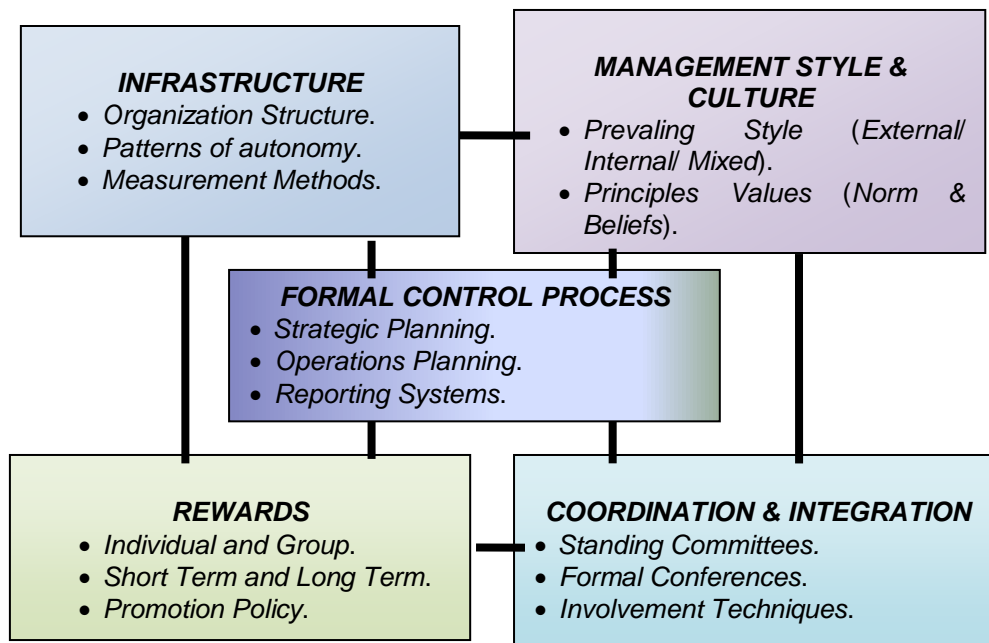 INFRASTRUCTURE
• Organization Structure.
• Patterns of autonomy.
• Measurement Methods.
MANAGEMENT STYLE &
CULTURE
• Prevaling Style (External/
Internal/ Mixed).
• Principles Values (Norm &
Beliefs).
FORMAL CONTROL PROCESS
• Strategic Planning.
• Operations Planning.
• Reporting Systems.
REWARDS
• Individual and Group.
• Short Term and Long Term.
• Promotion Policy.
COORDINATION & INTEGRATION
• Standing Committees.
• Formal Conferences.
• Involvement Techniques.